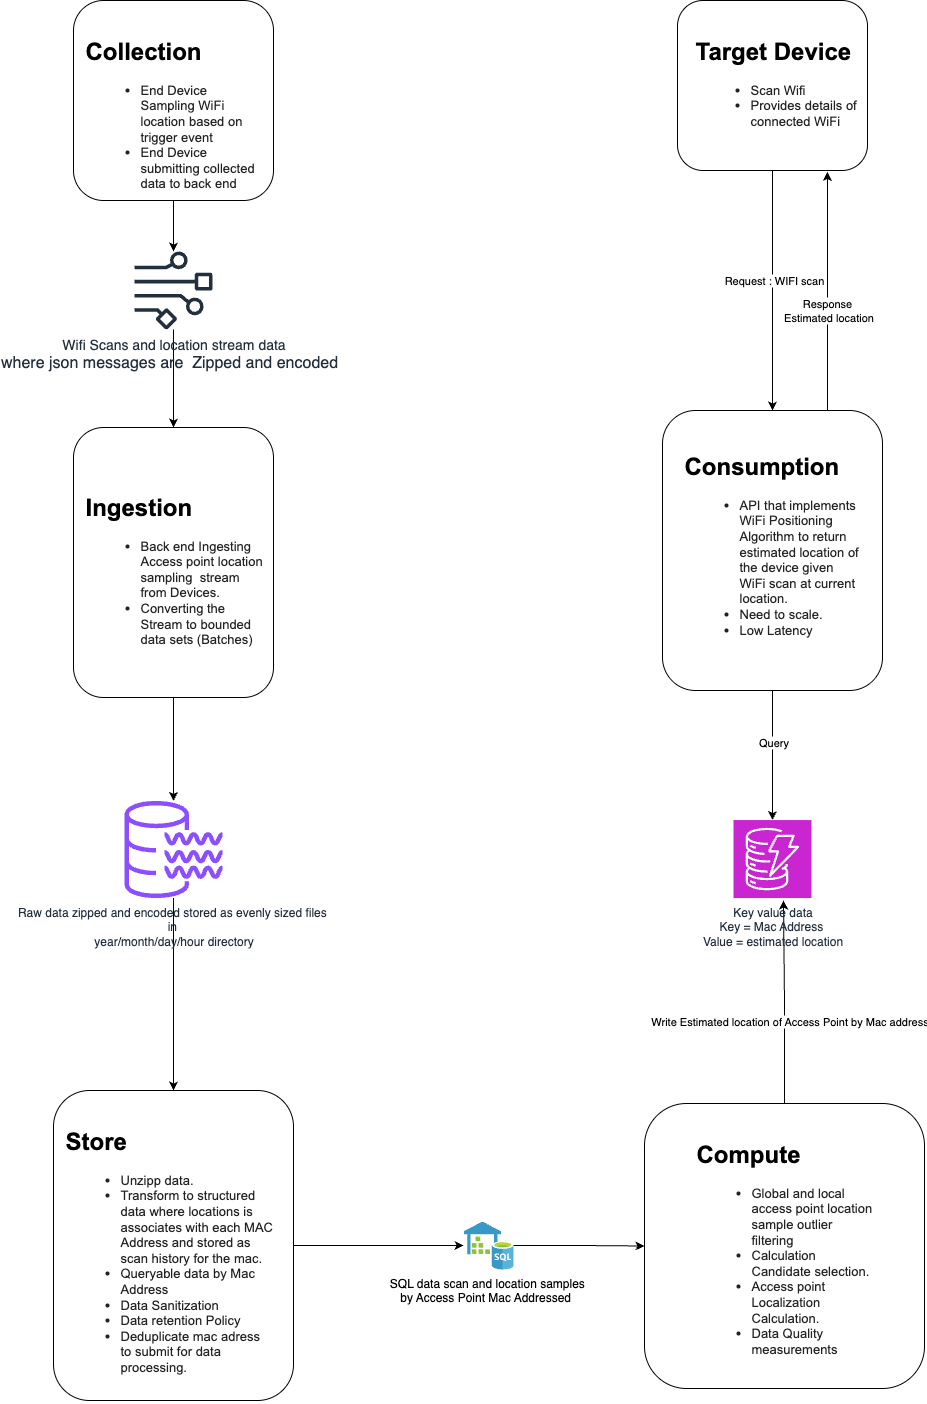 Collection
End Device
Sampling WiFi
location based on
trigger event
End Device
submitting collected
data to back end
Wifi Scans and location stream data
where json messages are Zipped and encoded
Ingestion
Back end Ingesting
Access point location
sampling stream
from Devices.
Converting the
Stream to bounded
data sets (Batches)
Raw data zipped and encoded stored as evenly sized files
in
year/month/day/hour directory
Store
Unzipp data.
Transform to structured
data where locations is
associates with each MAC
Address and stored as
scan history for the mac.
Queryable data by Mac
Address
Data Sanitization
Data retention Policy
Deduplicate mac adress
to submit for data
processing.
SQL
SQL data scan and location samples
by Access Point Mac Addressed
Compute
Global and local
access point location
sample outlier
filtering
Calculation
Candidate selection.
Access point
Localization
Calculation.
Data Quality
measurements
Write Estimated location of Access Point by Mac address
Key value data
Key = Mac Address
Value = estimated location
Query
Consumption
API that implements
WiFi Positioning
Algorithm to return
estimated location of
the device given
WiFi scan at current
location.
Need to scale.
Low Latency
Request : WIFI scan
Response
Estimated location
Target Device
Scan Wifi
Provides details of
connected WiFi